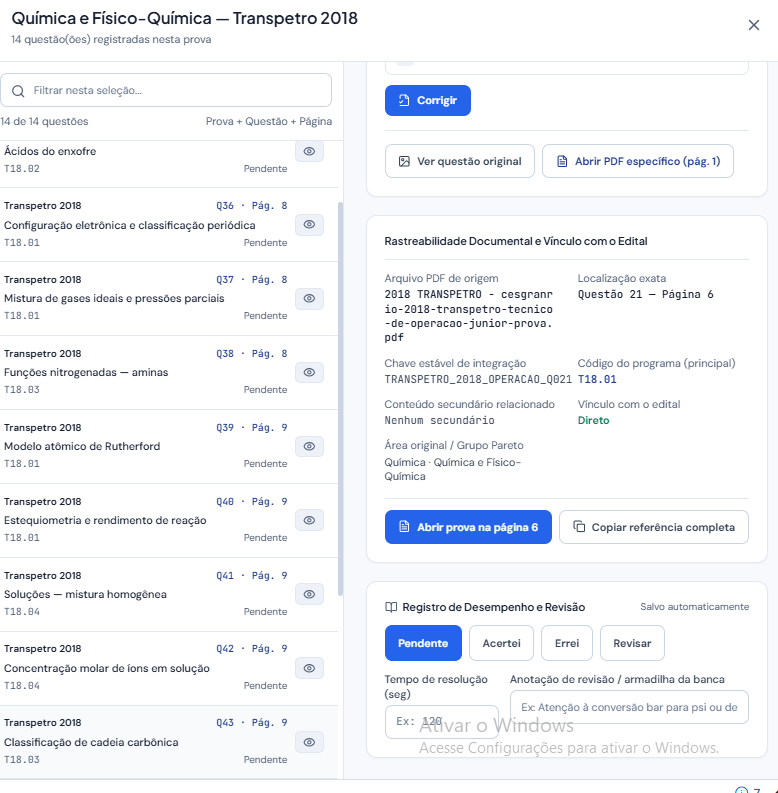 Química e Físico-Química — Transpetro 2018
14 questão(ões) registradas nesta prova
Filtrar nesta seleção...
14 de 14 questões
Prova + Questão + Página
Ácidos do enxofre
T18.02
Pendente
Transpetro 2018
Q36 · Pág. 8
Configuração eletrônica e classificação periódica
T18.01
Pendente
Transpetro 2018
Q37 · Pág. 8
Mistura de gases ideais e pressões parciais
T18.01
Pendente
Transpetro 2018
Q38 · Pág. 8
Funções nitrogenadas — aminas
T18.03
Pendente
Transpetro 2018
Q39 · Pág. 9
Modelo atômico de Rutherford
T18.01
Pendente
Transpetro 2018
Q40 · Pág. 9
Estequiometria e rendimento de reação
T18.01
Pendente
Transpetro 2018
Q41 · Pág. 9
Soluções — mistura homogênea
T18.04
Pendente
Transpetro 2018
Q42 · Pág. 9
Concentração molar de íons em solução
T18.04
Pendente
Transpetro 2018
Q43 · Pág. 9
Classificação de cadeia carbônica
T18.03
Pendente
Corrigir
Ver questão original
Abrir PDF específico (pág. 1)
Rastreabilidade Documental e Vínculo com o Edital
Arquivo PDF de origem
2018 TRANSPETRO - cesgranr
io-2018-transpetro-tecnico
-de-operacao-junior-prova.
pdf
Localização exata
Questão 21 — Página 6
Chave estável de integração
TRANSPETRO_2018_OPERACAO_Q021
Código do programa (principal)
T18.01
Conteúdo secundário relacionado
Nenhum secundário
Vínculo com o edital
Direto
Área original / Grupo Pareto
Química · Química e Físico-
Química
Abrir prova na página 6
Copiar referência completa
Registro de Desempenho e Revisão
Salvo automaticamente
Pendente
Acertei
Errei
Revisar
Tempo de resolução
(seg)
Ex: 120
Anotação de revisão / armadilha da banca
Ex: Atenção à conversão bar para psi ou de
Ativar o Windows
Acesse Configurações para ativar o Windows.